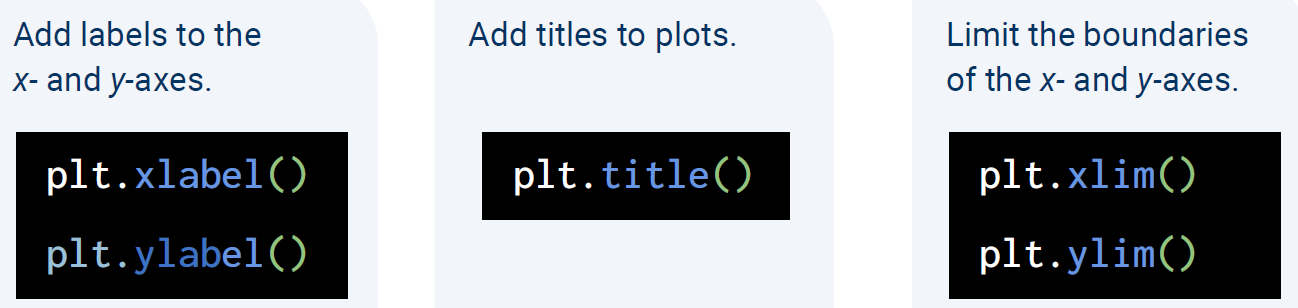 Add labels to the
x- and y-axes.
plt.xlabel()
plt.ylabel()
Add titles to plots.
plt.title()
Limit the boundaries
of the x- and y-axes.
plt.xlim()
plt.ylim()